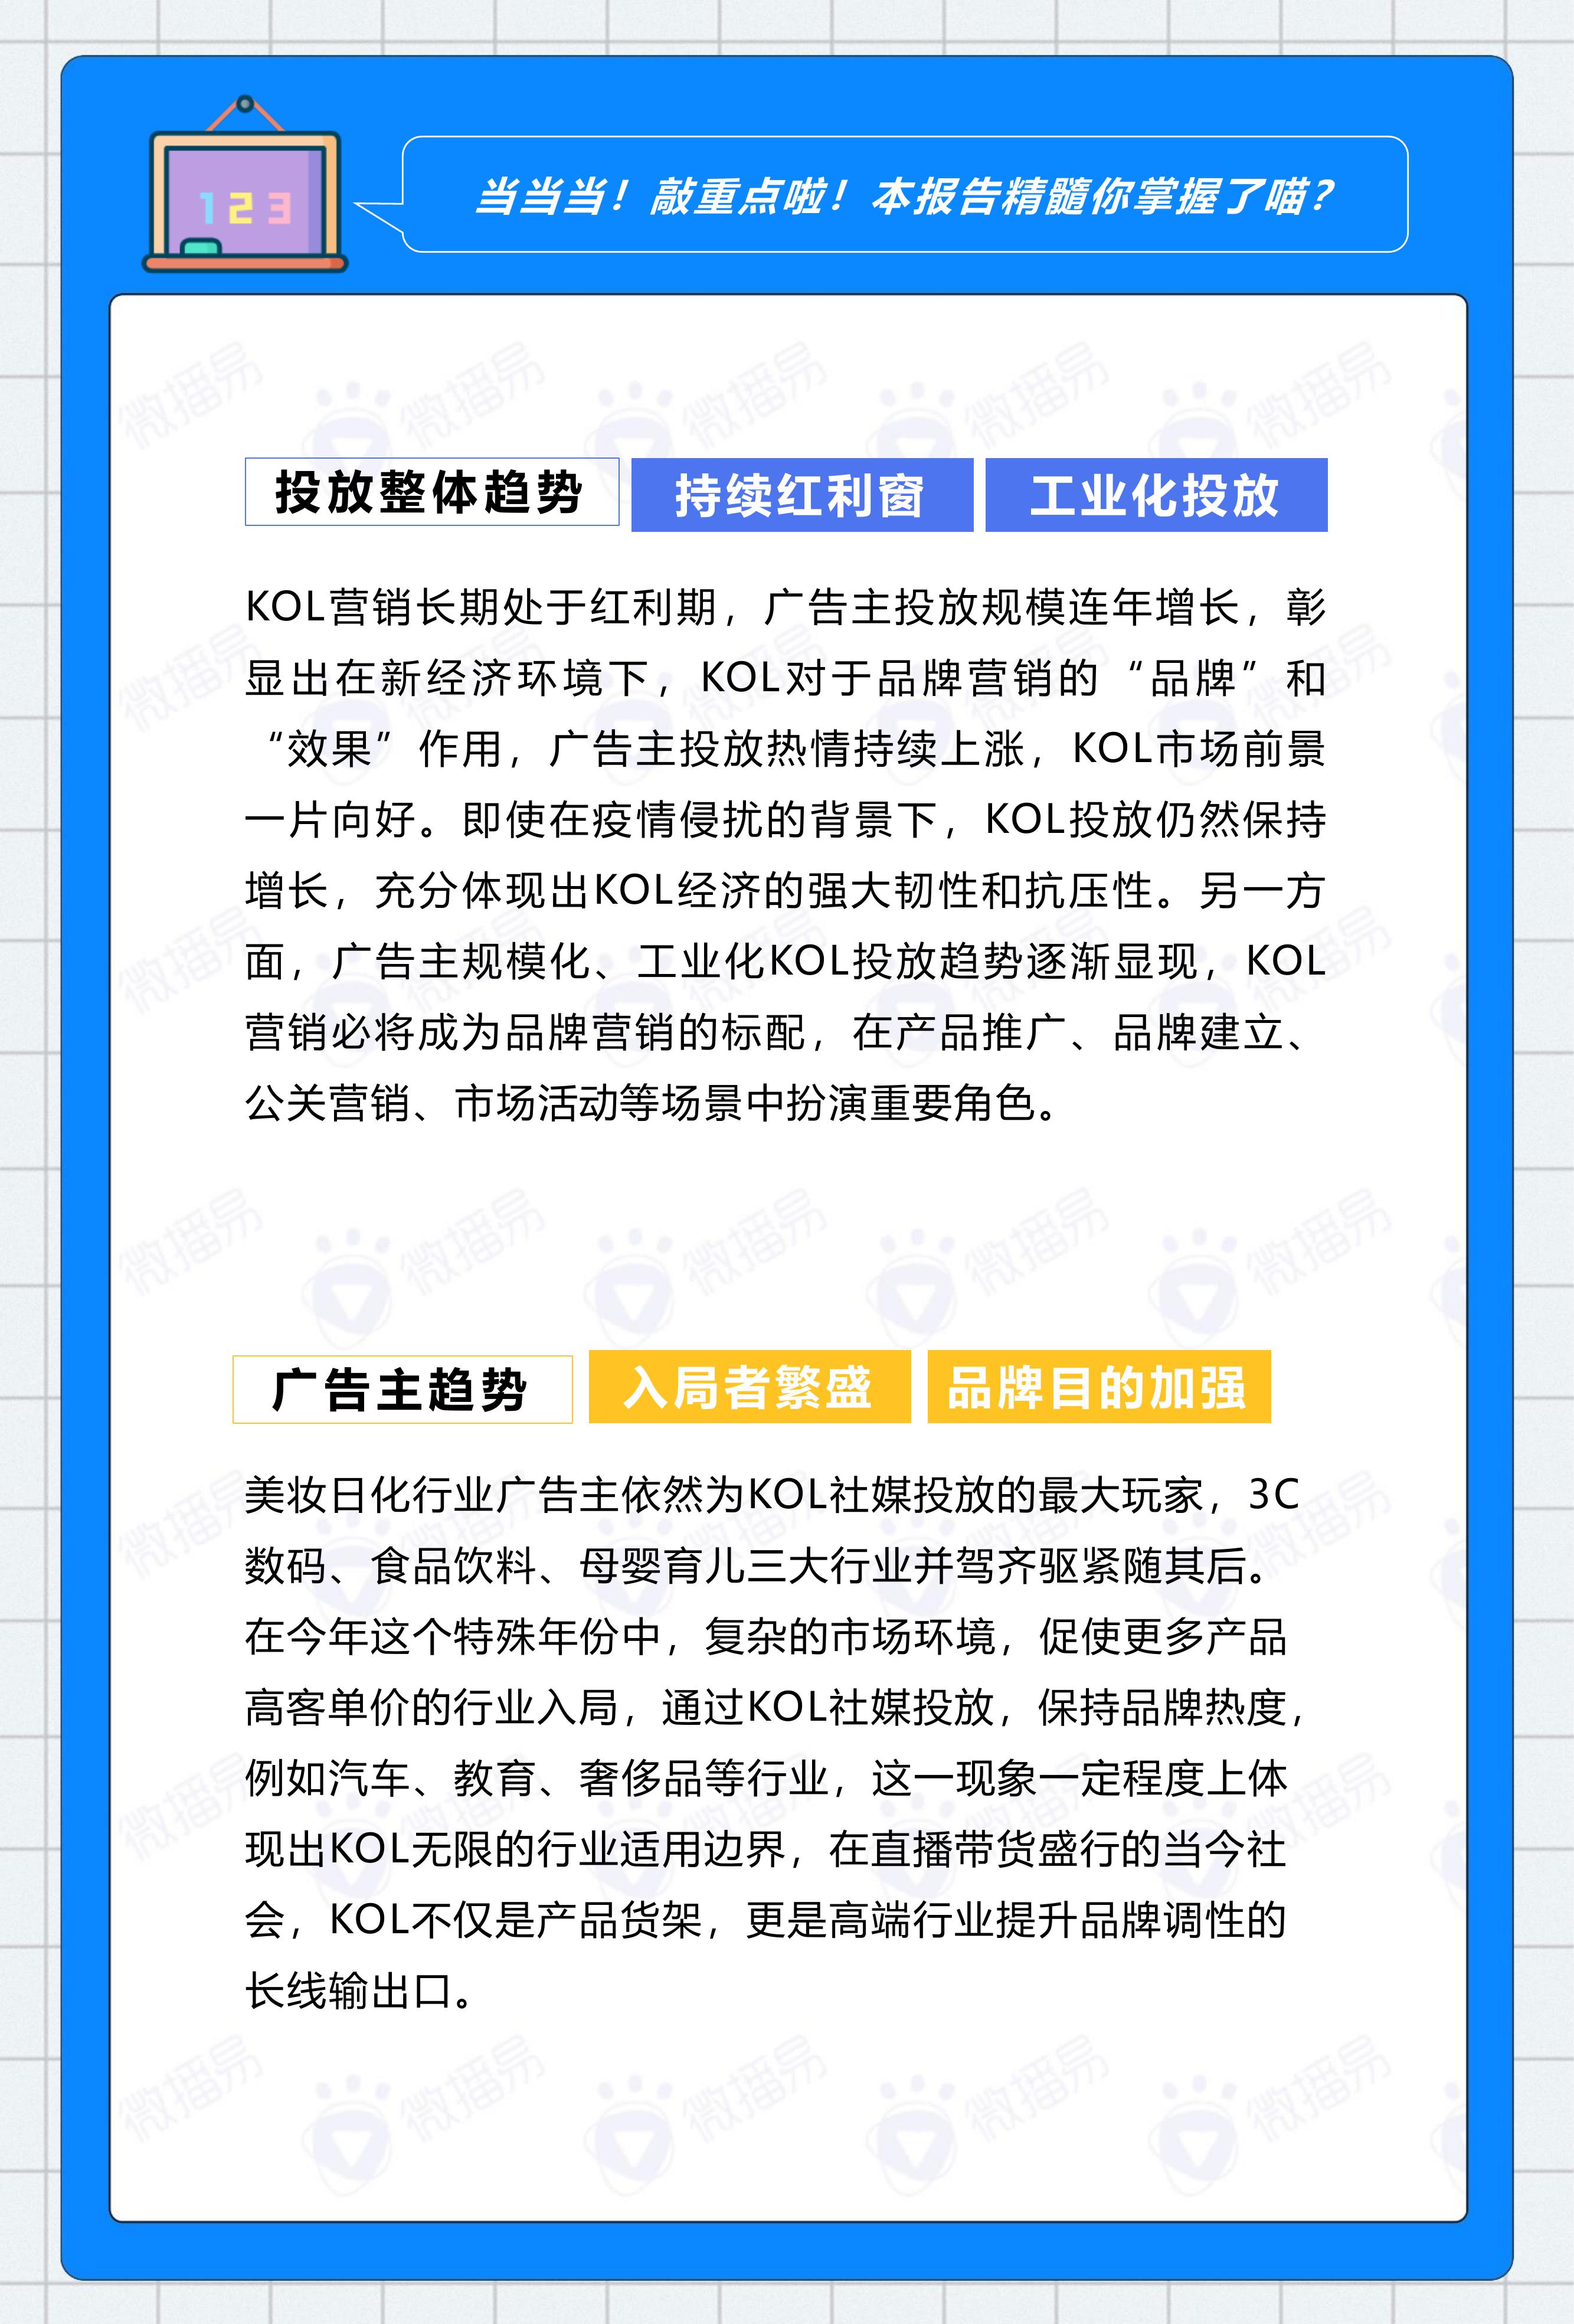 1 2 3
当当当！敲重点啦！本报告精髓你掌握了喵？
投放整体趋势 持续红利窗 工业化投放
KOL营销长期处于红利期，广告主投放规模连年增长，彰
显出在新经济环境下，KOL对于品牌营销的“品牌”和
“效果”作用，广告主投放热情持续上涨，KOL市场前景
一片向好。即使在疫情侵扰的背景下，KOL投放仍然保持
增长，充分体现出KOL经济的强大韧性和抗压性。另一方
面，广告主规模化、工业化KOL投放趋势逐渐显现，KOL
营销必将成为品牌营销的标配，在产品推广、品牌建立、
公关营销、市场活动等场景中扮演重要角色。
广告主趋势 入局者繁盛 品牌目的加强
美妆日化行业广告主依然为KOL社媒投放的最大玩家，3C
数码、食品饮料、母婴育儿三大行业并驾齐驱紧随其后。
在今年这个特殊年份中，复杂的市场环境，促使更多产品
高客单价的行业入局，通过KOL社媒投放，保持品牌热度，
例如汽车、教育、奢侈品等行业，这一现象一定程度上体
现出KOL无限的行业适用边界，在直播带货盛行的当今社
会，KOL不仅是产品货架，更是高端行业提升品牌调性的
长线输出口。
微播易